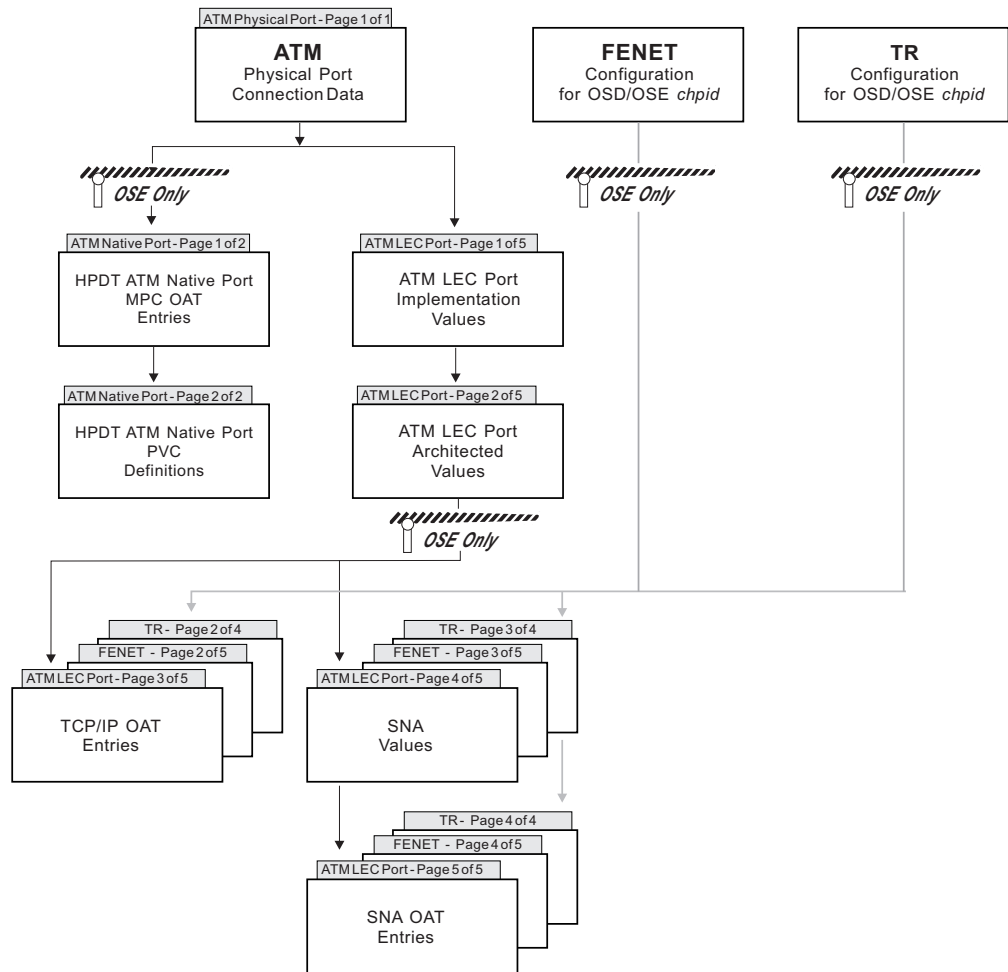 ATM Physical Port - Page 1 of 1
ATM
Physical Port
Connection Data
FENET
Configuration
for OSD/OSE chpid
TR
Configuration
for OSD/OSE chpid
OSE Only
OSE Only
OSE Only
ATM Native Port - Page 1 of 2
HPDT ATM Native Port
MPC OAT
Entries
ATM LEC Port - Page 1 of 5
ATM LEC Port
Implementation
Values
ATM Native Port - Page 2 of 2
HPDT ATM Native Port
PVC
Definitions
ATM LEC Port - Page 2 of 5
ATM LEC Port
Architected
Values
OSE Only
TR - Page 2 of 4
FENET - Page 2 of 5
ATM LEC Port - Page 3 of 5
TCP/IP OAT
Entries
TR - Page 3 of 4
FENET - Page 3 of 5
ATM LEC Port - Page 4 of 5
SNA
Values
TR - Page 4 of 4
FENET - Page 4 of 5
ATM LEC Port - Page 5 of 5
SNA OAT
Entries